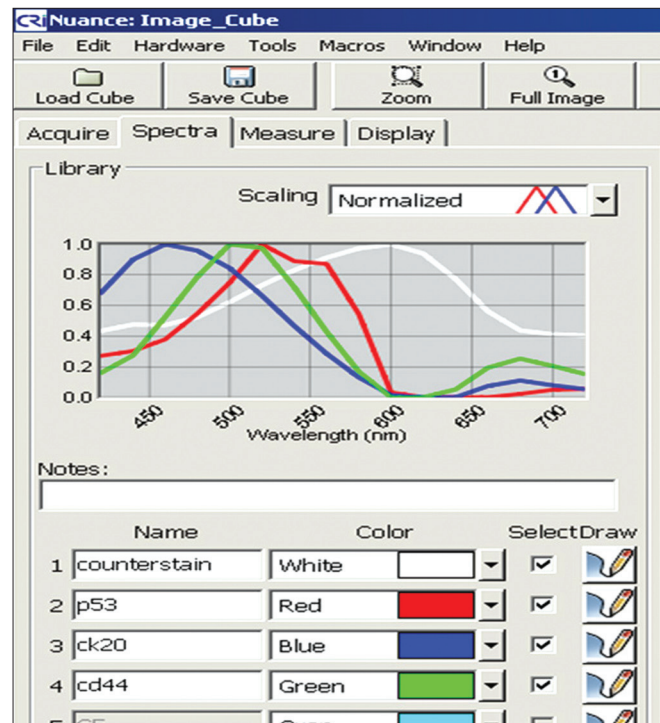 CRi Nuance: Image_Cube
File Edit Hardware Tools Macros Window Help
Load Cube Save Cube Zoom Full Image
Acquire Spectra Measure Display
Library
Scaling Normalized
1.0
0.8
0.6
0.4
0.2
0.0
450 500 550 600 650 700
Wavelength (nm)
Notes:
Name Color Select Draw
1 counterstain White
2 p53 Red
3 ck20 Blue
4 cd44 Green